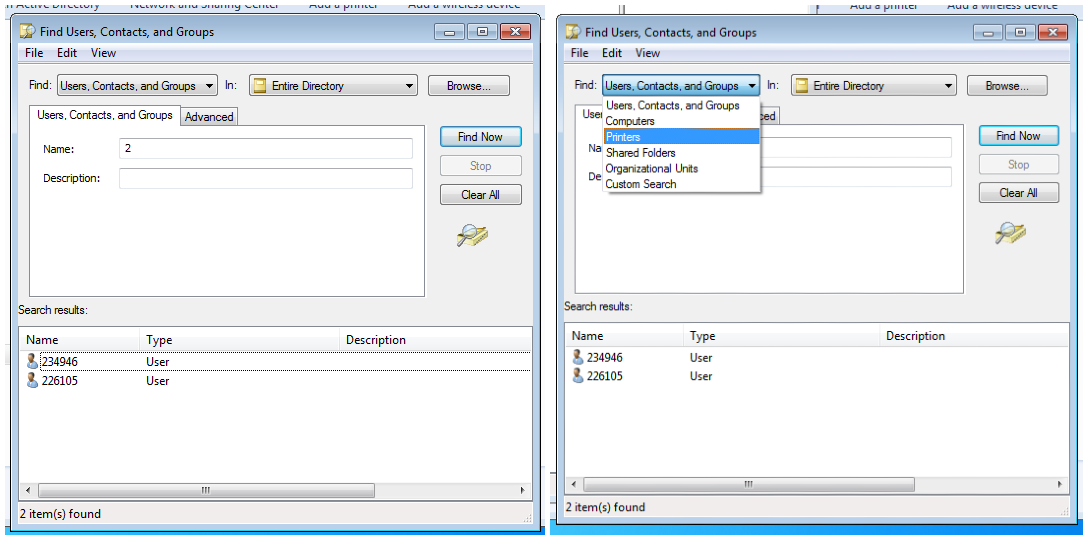 Active Directory Network and Sharing Center Add a printer Add a wireless device
Find Users, Contacts, and Groups
File Edit View
Find: Users, Contacts, and Groups In: Entire Directory Browse...
Users, Contacts, and Groups Advanced
Name: 2
Description:
Find Now
Stop
Clear All
Search results:
Name Type Description
234946 User
226105 User
2 item(s) found
Add a printer Add a wireless device
Find Users, Contacts, and Groups
File Edit View
Find: Users, Contacts, and Groups In: Entire Directory Browse...
Users, Contacts, and Groups
Computers
Printers
Shared Folders
Organizational Units
Custom Search
User ced
Na
De
Find Now
Stop
Clear All
Search results:
Name Type Description
234946 User
226105 User
2 item(s) found